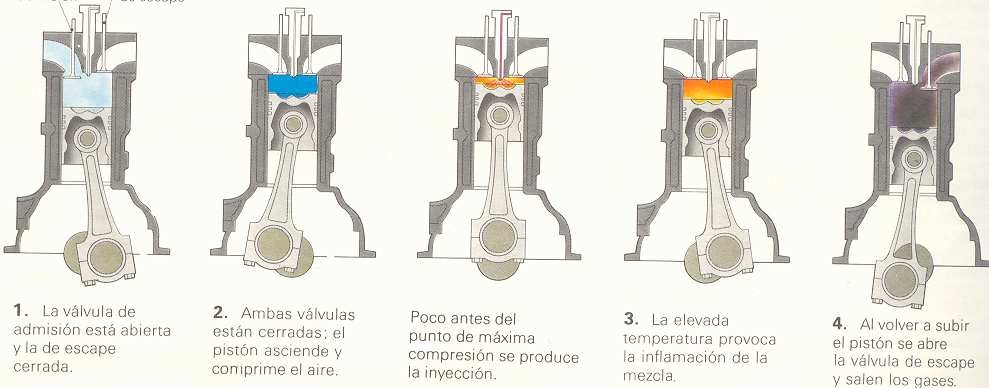 de escape
1. La válvula de
admisión está abierta
y la de escape
cerrada.
2. Ambas válvulas
están cerradas; el
pistón asciende y
comprime el aire.
Poco antes del
punto de máxima
compresión se produce
la inyección.
3. La elevada
temperatura provoca
la inflamación de la
mezcla.
4. Al volver a subir
el pistón se abre
la válvula de escape
y salen los gases.